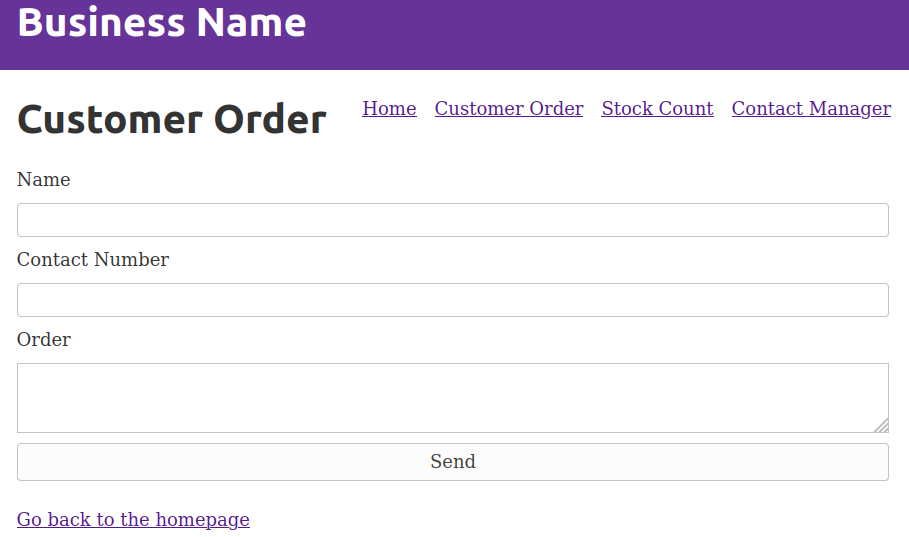 Business Name
Customer Order
Home Customer Order Stock Count Contact Manager
Name
Contact Number
Order
Send
Go back to the homepage